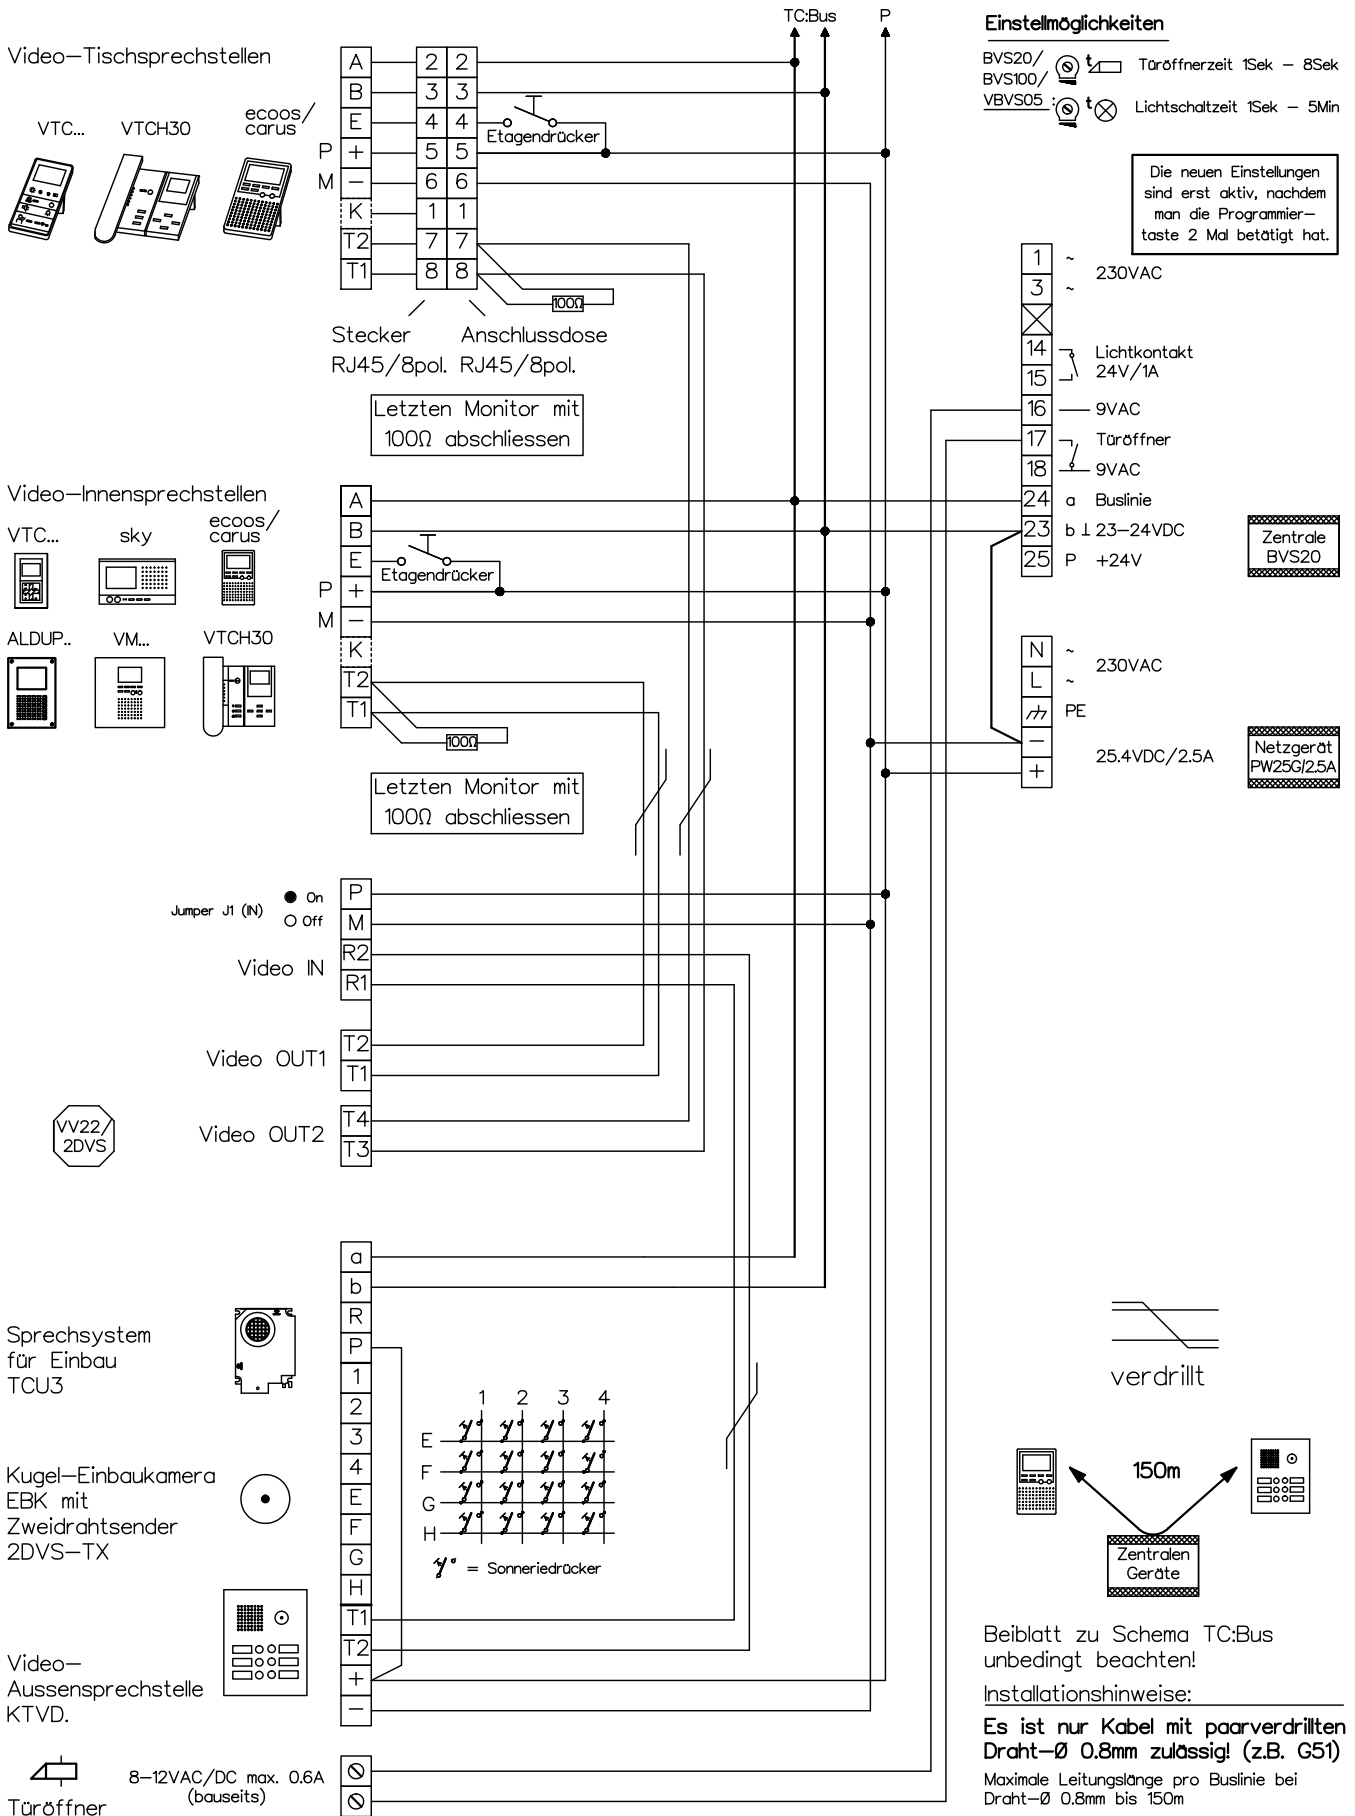 TC:Bus
P
Video-Tischsprechstellen
VTC...
VTCH30
ecoos/
carus
A 2 2
B 3 3
E 4 4
Etagendrücker
P + 5 5
M - 6 6
K 1 1
T2 7 7
T1 8 8
100Ω
Stecker
RJ45/8pol.
Anschlussdose
RJ45/8pol.
Letzten Monitor mit
100Ω abschliessen
Einstellmöglichkeiten
BVS20/
BVS100/
VBVS05 :
t Türöffnerzeit 1Sek - 8Sek
t Lichtschaltzeit 1Sek - 5Min
Die neuen Einstellungen
sind erst aktiv, nachdem
man die Programmier-
taste 2 Mal betätigt hat.
1 ~
230VAC
3 ~
14
Lichtkontakt
24V/1A
15
16 9VAC
17 Türöffner
18 9VAC
24 a Buslinie
23 b ⊥ 23-24VDC
25 P +24V
Zentrale
BVS20
N ~
230VAC
L ~
PE
-
25.4VDC/2.5A
+
Netzgerät
PW25G/2.5A
Video-Innensprechstellen
VTC...
sky
ecoos/
carus
ALDUP..
VM...
VTCH30
A
B
E
Etagendrücker
P +
M -
K
T2
T1
100Ω
Letzten Monitor mit
100Ω abschliessen
Jumper J1 (IN)
On
Off
P
M
Video IN
R2
R1
Video OUT1
T2
T1
Video OUT2
T4
T3
VV22/
2DVS
a
b
R
P
1
2
3
4
E
F
G
H
T1
T2
+
-
Sprechsystem
für Einbau
TCU3
Kugel-Einbaukamera
EBK mit
Zweidrahtsender
2DVS-TX
Video-
Aussensprechstelle
KTVD.
1 2 3 4
E
F
G
H
= Sonneriedrücker
Türöffner
8-12VAC/DC max. 0.6A
(bauseits)
verdrillt
150m
Zentralen
Geräte
Beiblatt zu Schema TC:Bus
unbedingt beachten!
Installationshinweise:
Es ist nur Kabel mit paarverdrillten
Draht-Ø 0.8mm zulässig! (z.B. G51)
Maximale Leitungslänge pro Buslinie bei
Draht-Ø 0.8mm bis 150m